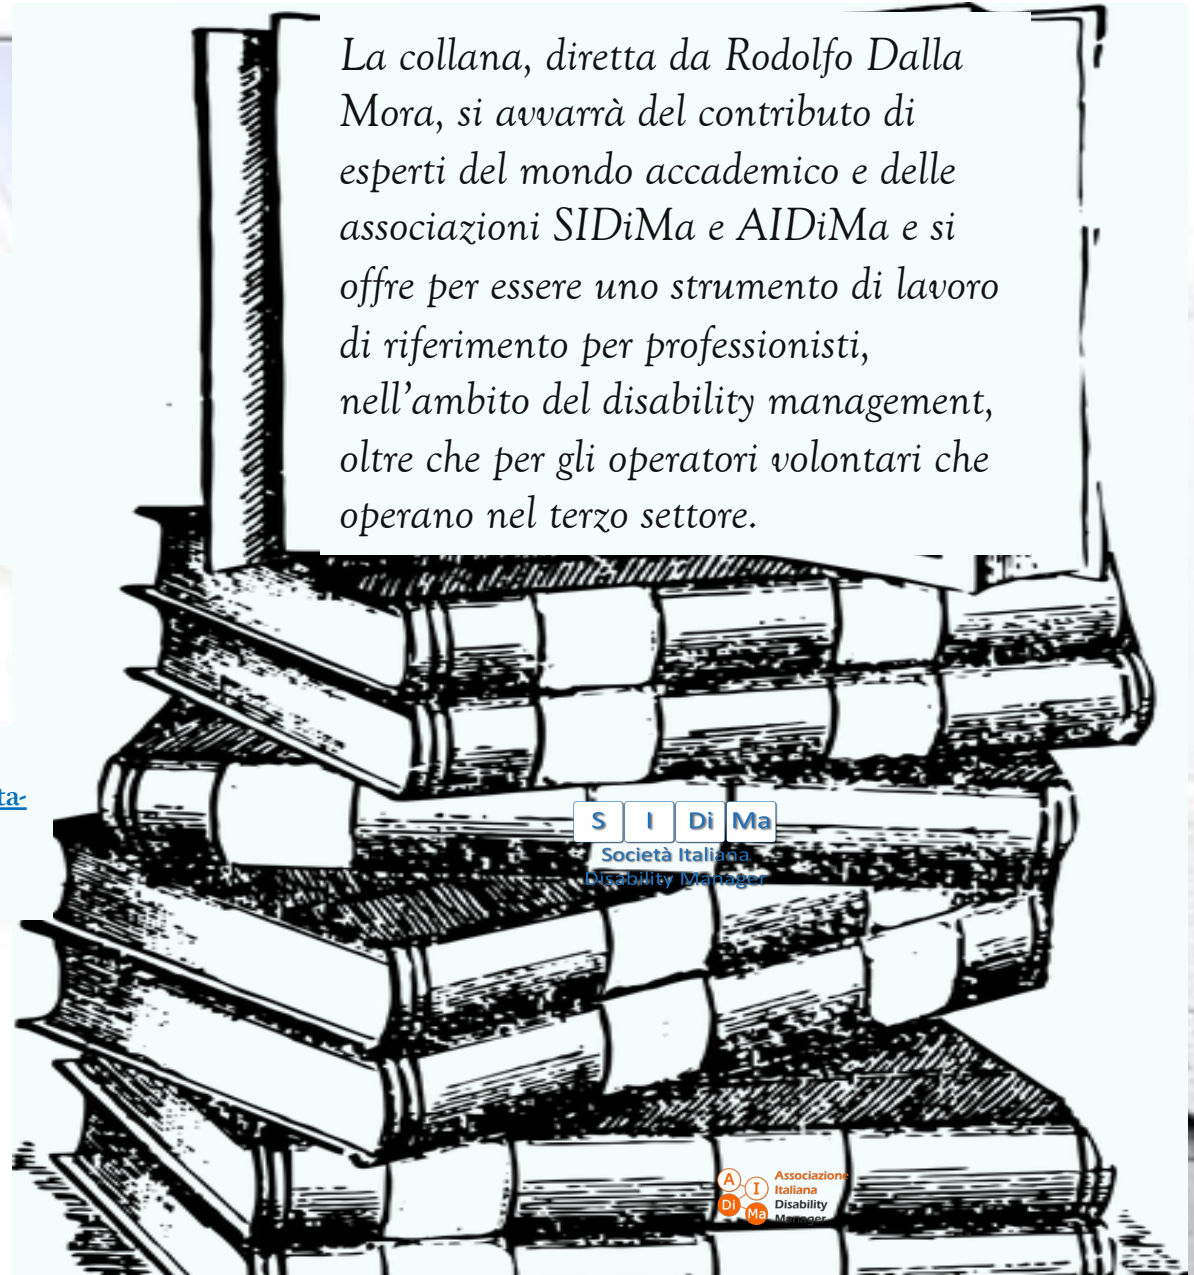 La collana, diretta da Rodolfo Dalla
Mora, si avvarrà del contributo di
esperti del mondo accademico e delle
associazioni SIDiMa e AIDiMa e si
offre per essere uno strumento di lavoro
di riferimento per professionisti,
nell’ambito del disability management,
oltre che per gli operatori volontari che
operano nel terzo settore.
ta-
S I Di Ma
Società Italiana
Disability Manager
A I Di Ma
Associazione
Italiana
Disability
Manager